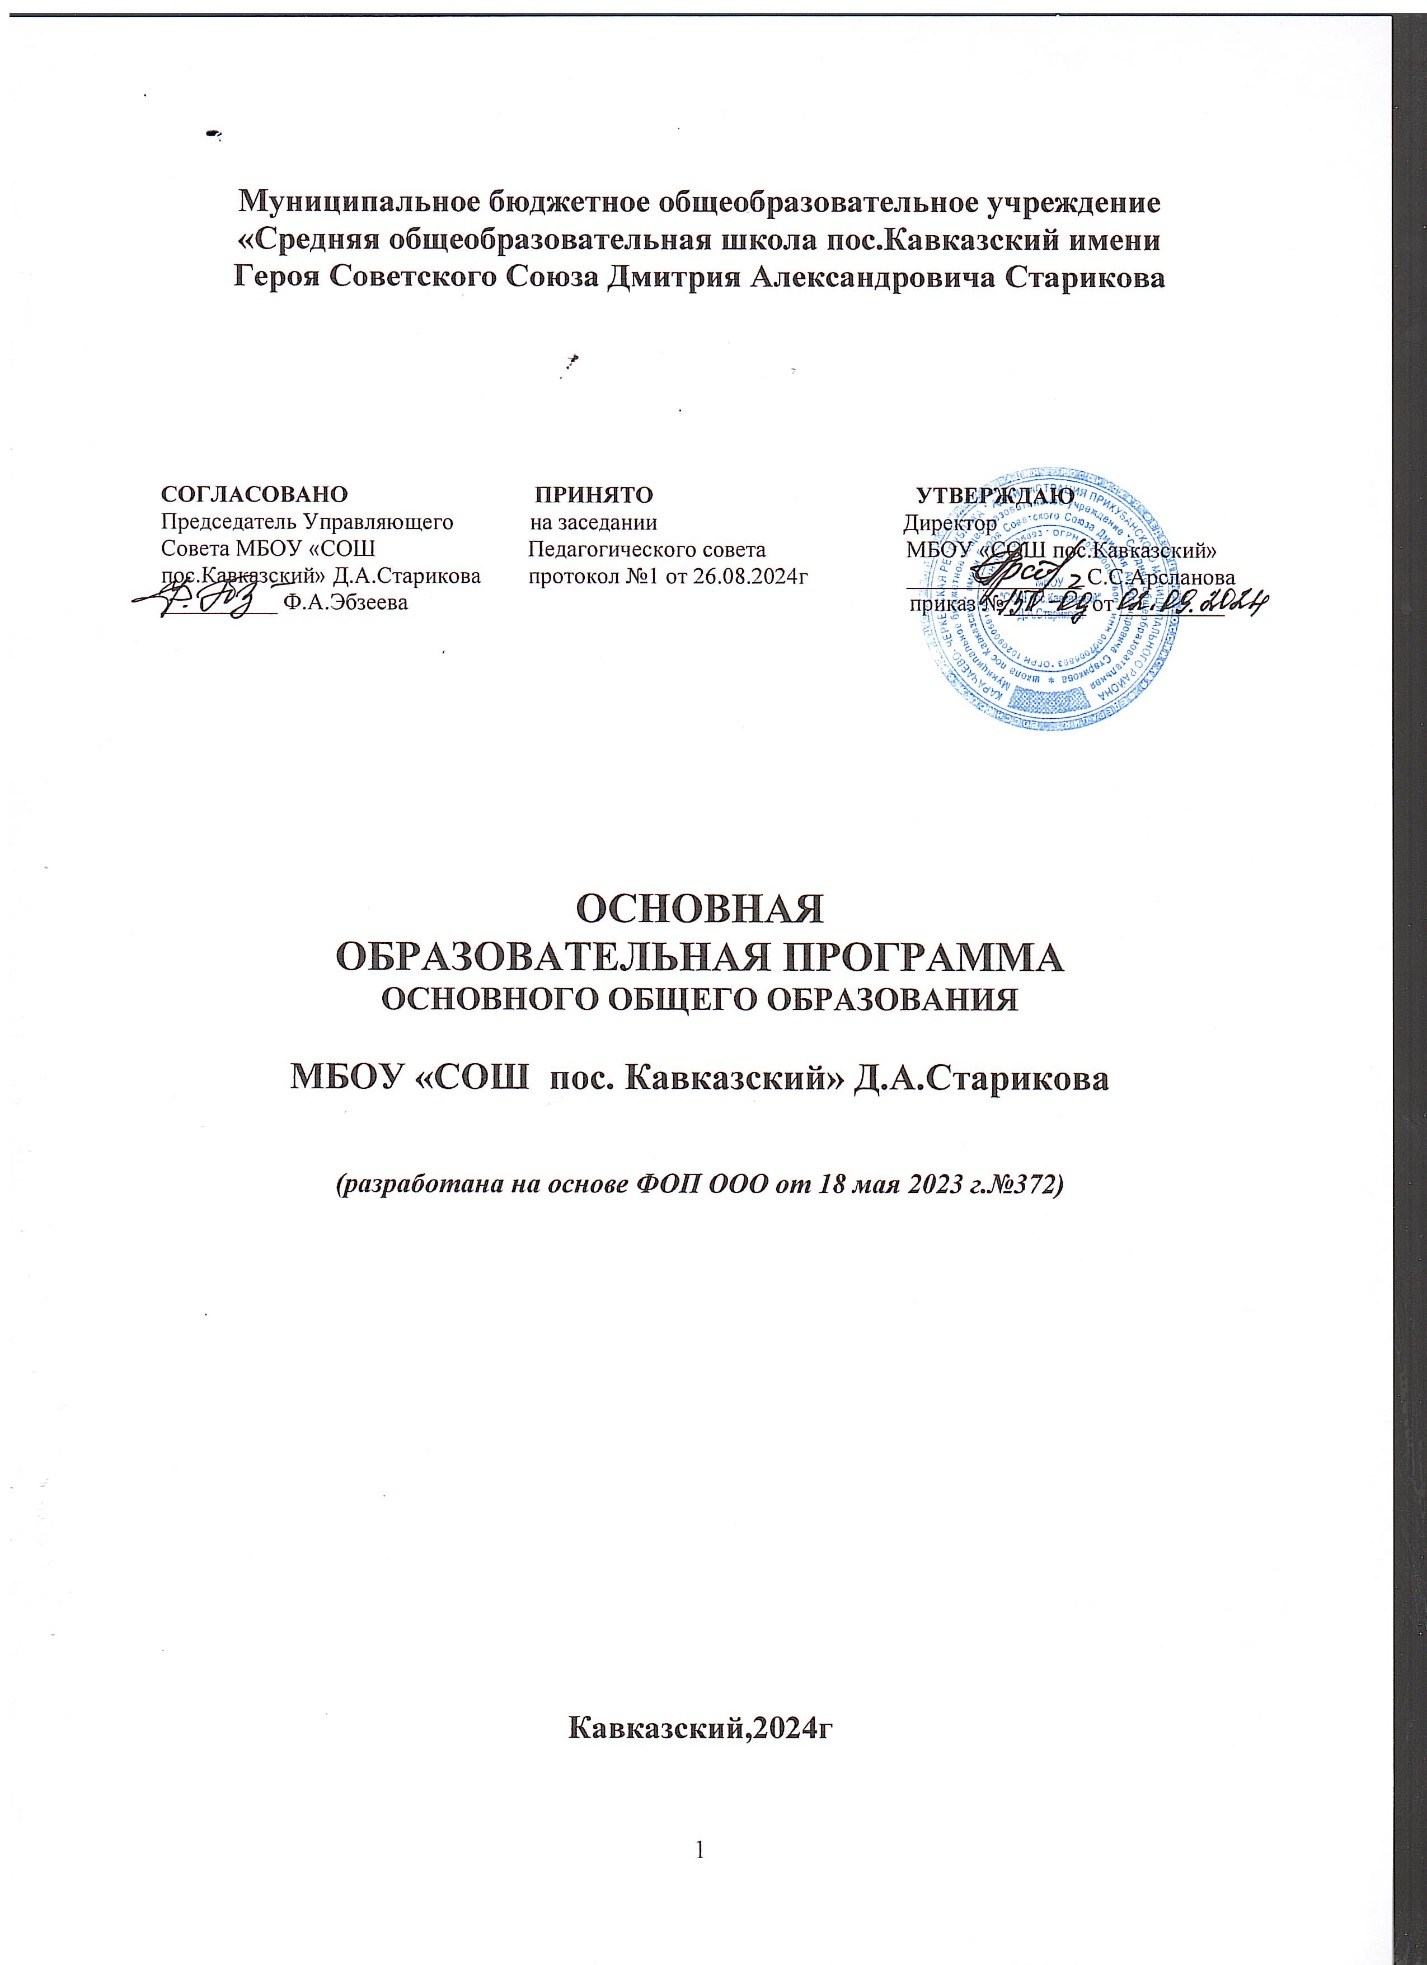 Муниципальное бюджетное общеобразовательное учреждение
«Средняя общеобразовательная школа пос.Кавказский имени
Героя Советского Союза Дмитрия Александровича Старикова
СОГЛАСОВАНО
Председатель Управляющего
Совета МБОУ «СОШ
пос.Кавказский» Д.А.Старикова
Ф.А.Эбзеева
ПРИНЯТО
на заседании
Педагогического совета
протокол №1 от 26.08.2024г
УТВЕРЖДАЮ
Директор
МБОУ «СОШ пос.Кавказский»
С.С.Арсланова
приказ № от 02.09.2024
ОСНОВНАЯ
ОБРАЗОВАТЕЛЬНАЯ ПРОГРАММА
ОСНОВНОГО ОБЩЕГО ОБРАЗОВАНИЯ
МБОУ «СОШ пос. Кавказский» Д.А.Старикова
(разработана на основе ФОП ООО от 18 мая 2023 г.№372)
Кавказский,2024г
1